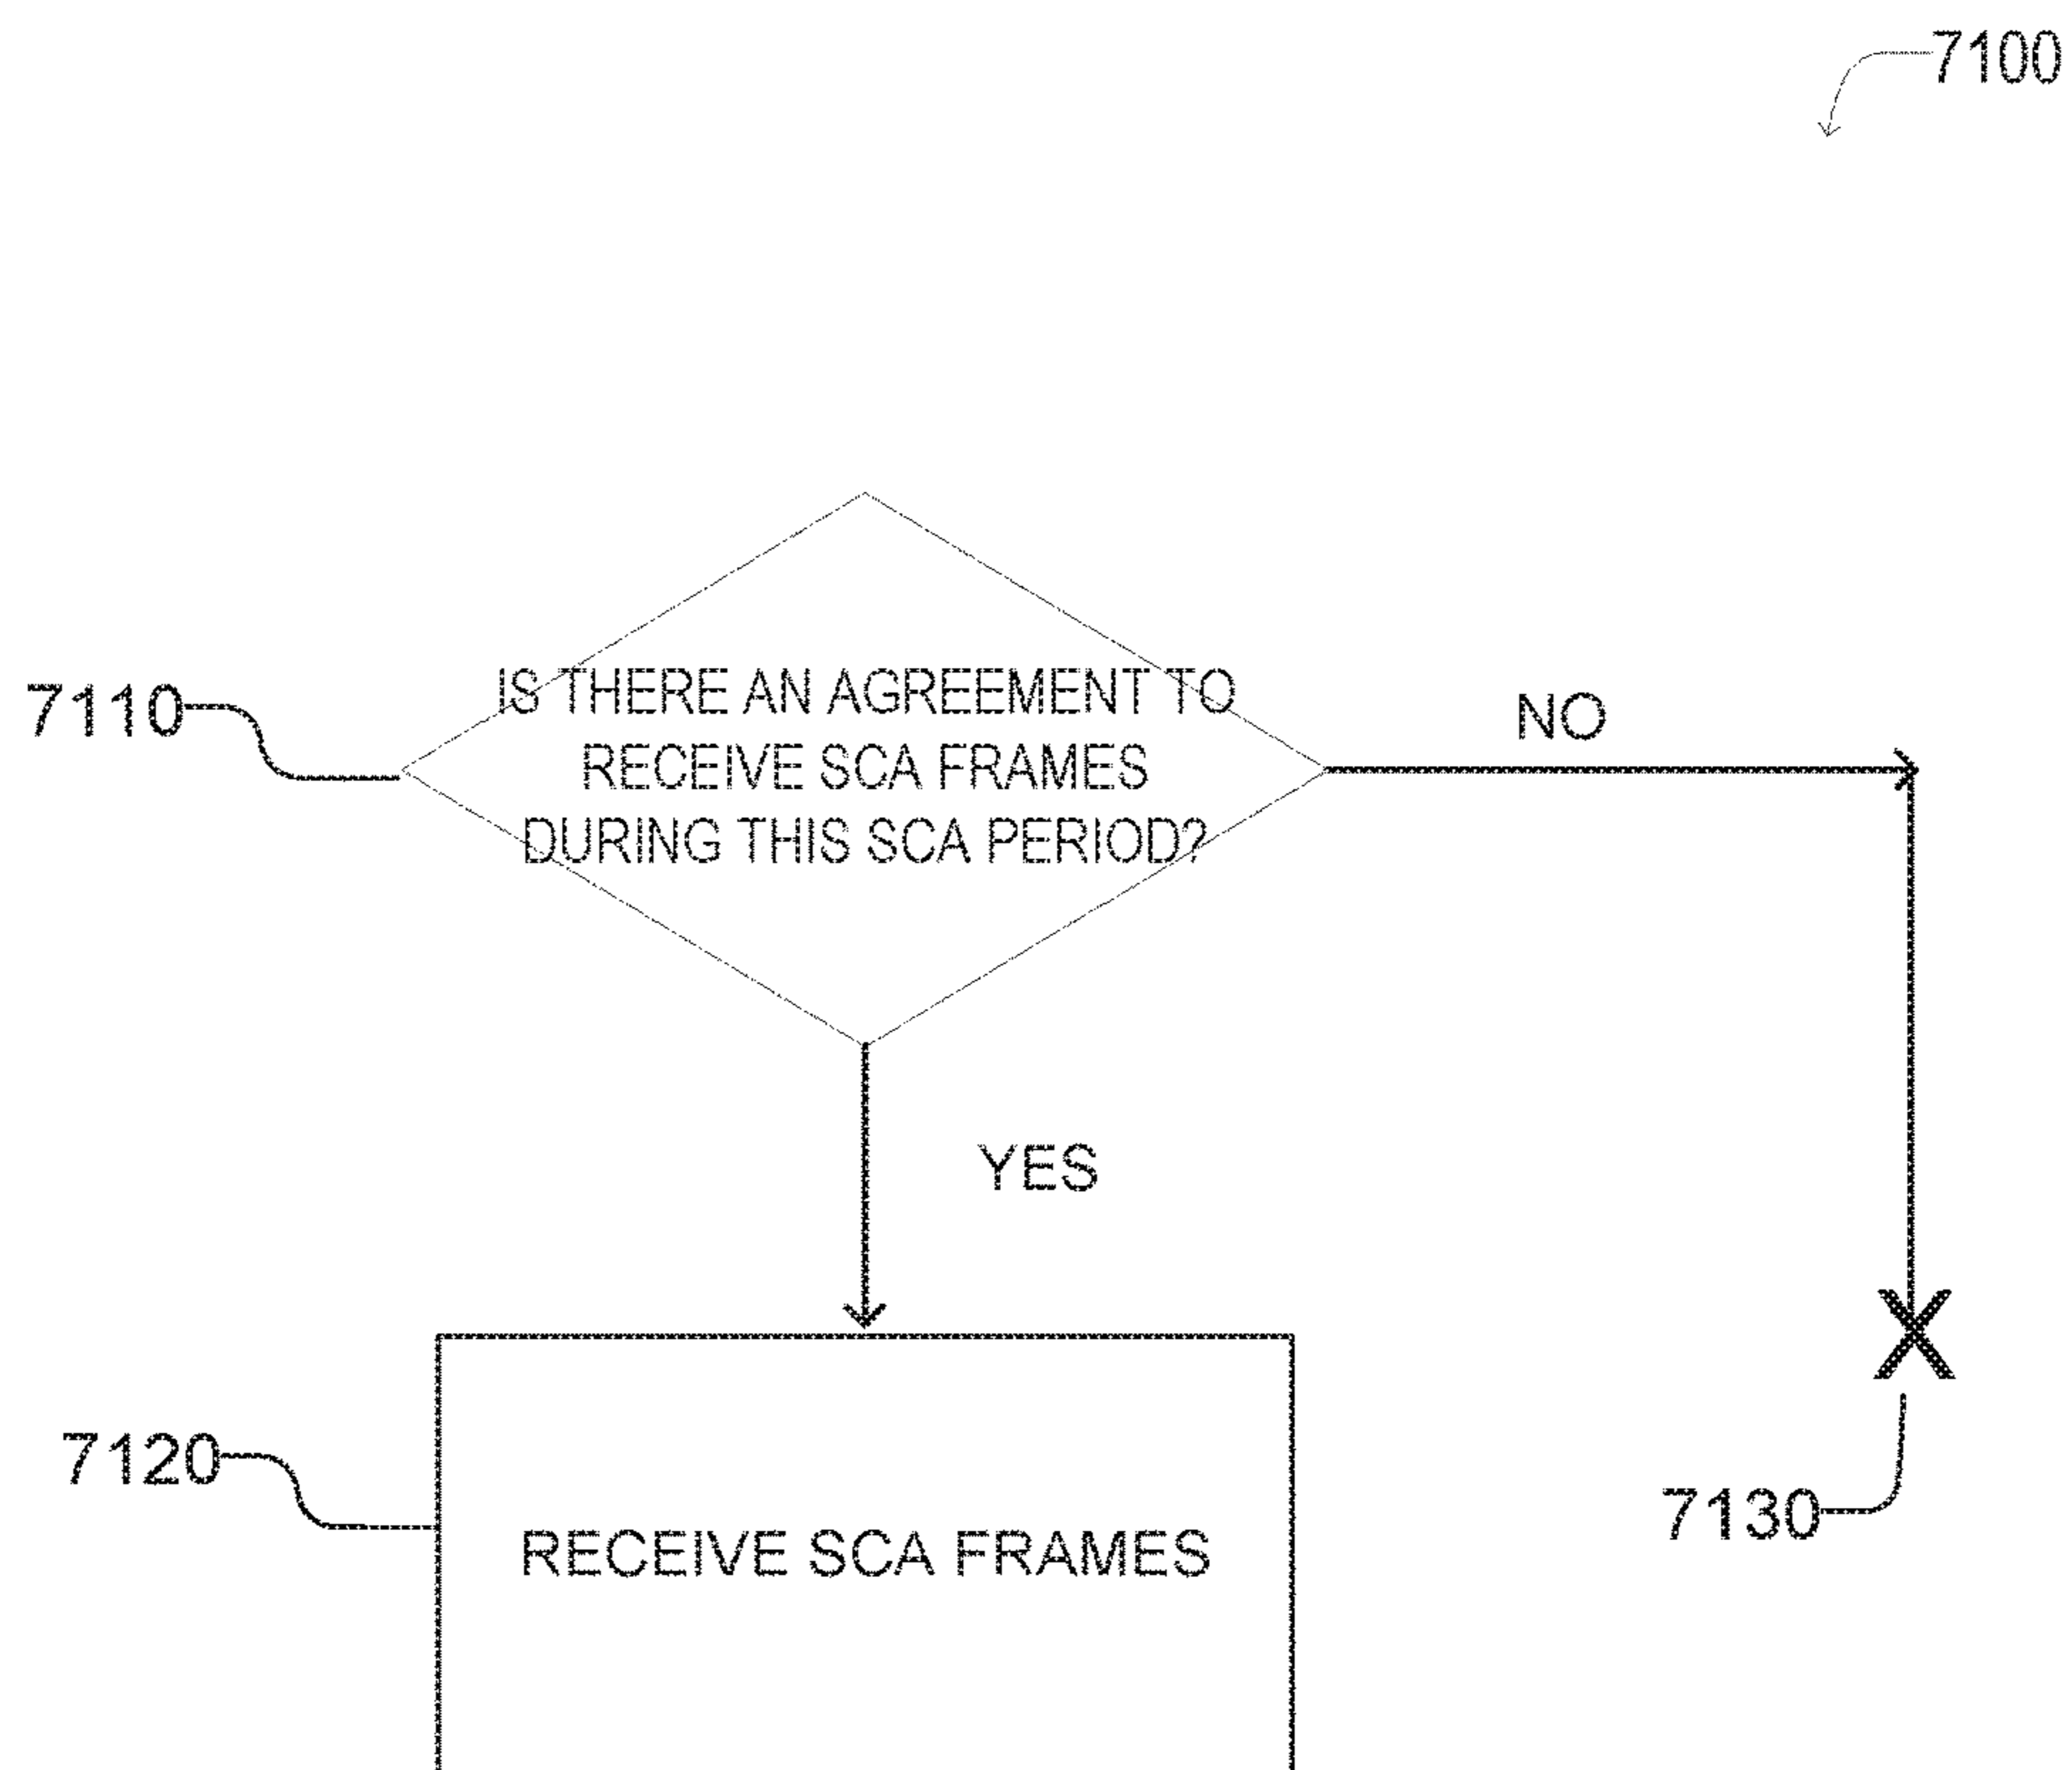 7100
IS THERE AN AGREEMENT TO
RECEIVE SCA FRAMES
DURING THIS SCA PERIOD?
7110
NO
YES
7120
RECEIVE SCA FRAMES
7130